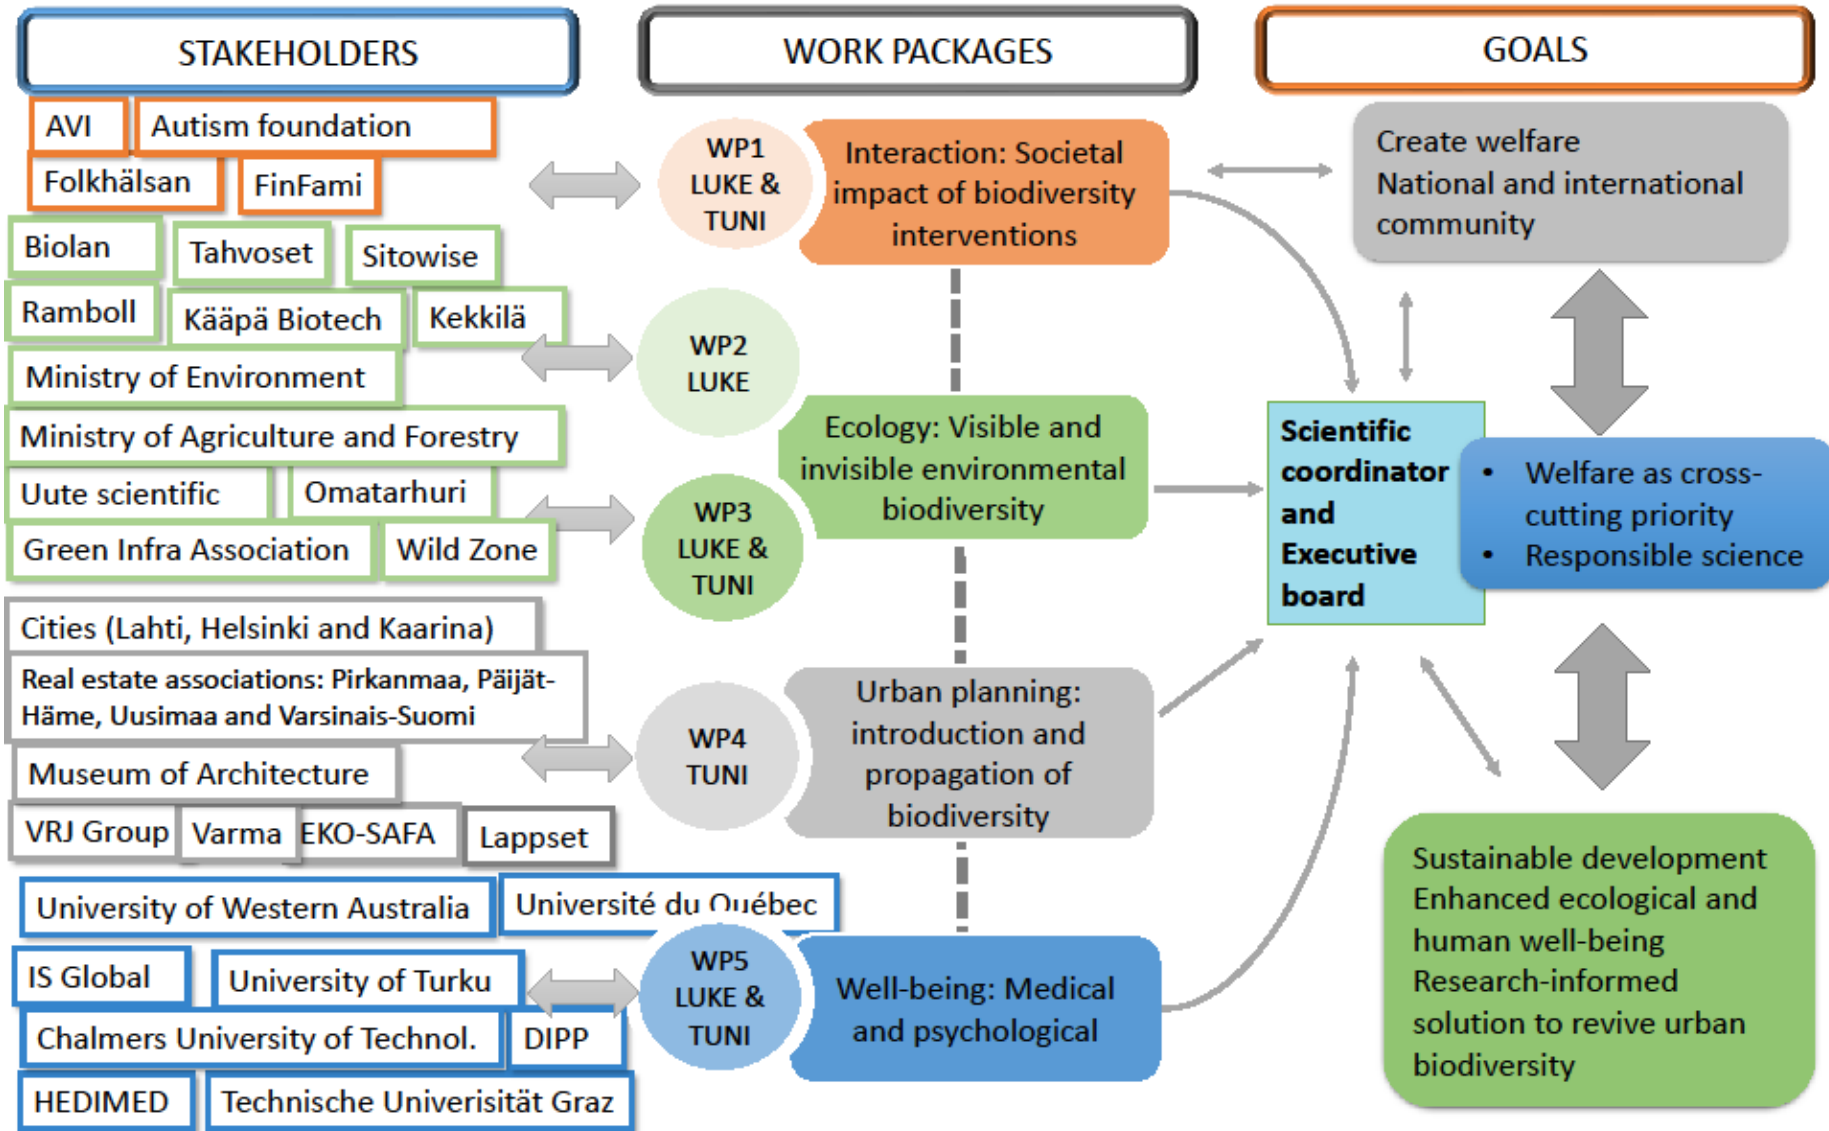 STAKEHOLDERS
WORK PACKAGES
GOALS
AVI
Autism foundation
Folkhälsan
FinFami
Biolan
Tahvoset
Sitowise
Ramboll
Kääpä Biotech
Kekkilä
Ministry of Environment
Ministry of Agriculture and Forestry
Uute scientific
Omatarhuri
Green Infra Association
Wild Zone
Cities (Lahti, Helsinki and Kaarina)
Real estate associations: Pirkanmaa, Päijät-
Häme, Uusimaa and Varsinais-Suomi
Museum of Architecture
VRJ Group
Varma
EKO-SAFA
Lappset
University of Western Australia
Université du Québec
IS Global
University of Turku
Chalmers University of Technol.
DIPP
HEDIMED
Technische Univerisität Graz
WP1
LUKE &
TUNI
Interaction: Societal
impact of biodiversity
interventions
WP2
LUKE
Ecology: Visible and
invisible environmental
biodiversity
WP3
LUKE &
TUNI
WP4
TUNI
Urban planning:
introduction and
propagation of
biodiversity
WP5
LUKE &
TUNI
Well-being: Medical
and psychological
Create welfare
National and international
community
Scientific
coordinator
and
Executive
board
• Welfare as cross-
cutting priority
• Responsible science
Sustainable development
Enhanced ecological and
human well-being
Research-informed
solution to revive urban
biodiversity